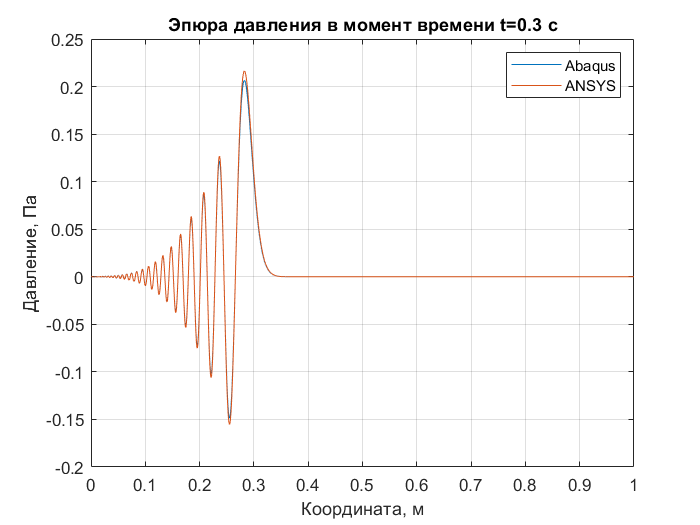 Эпюра давления в момент времени t=0.3 с
0.25
0.2
0.15
0.1
0.05
0
-0.05
-0.1
-0.15
-0.2
Давление, Па
Abaqus
ANSYS
0 0.1 0.2 0.3 0.4 0.5 0.6 0.7 0.8 0.9 1
Координата, м